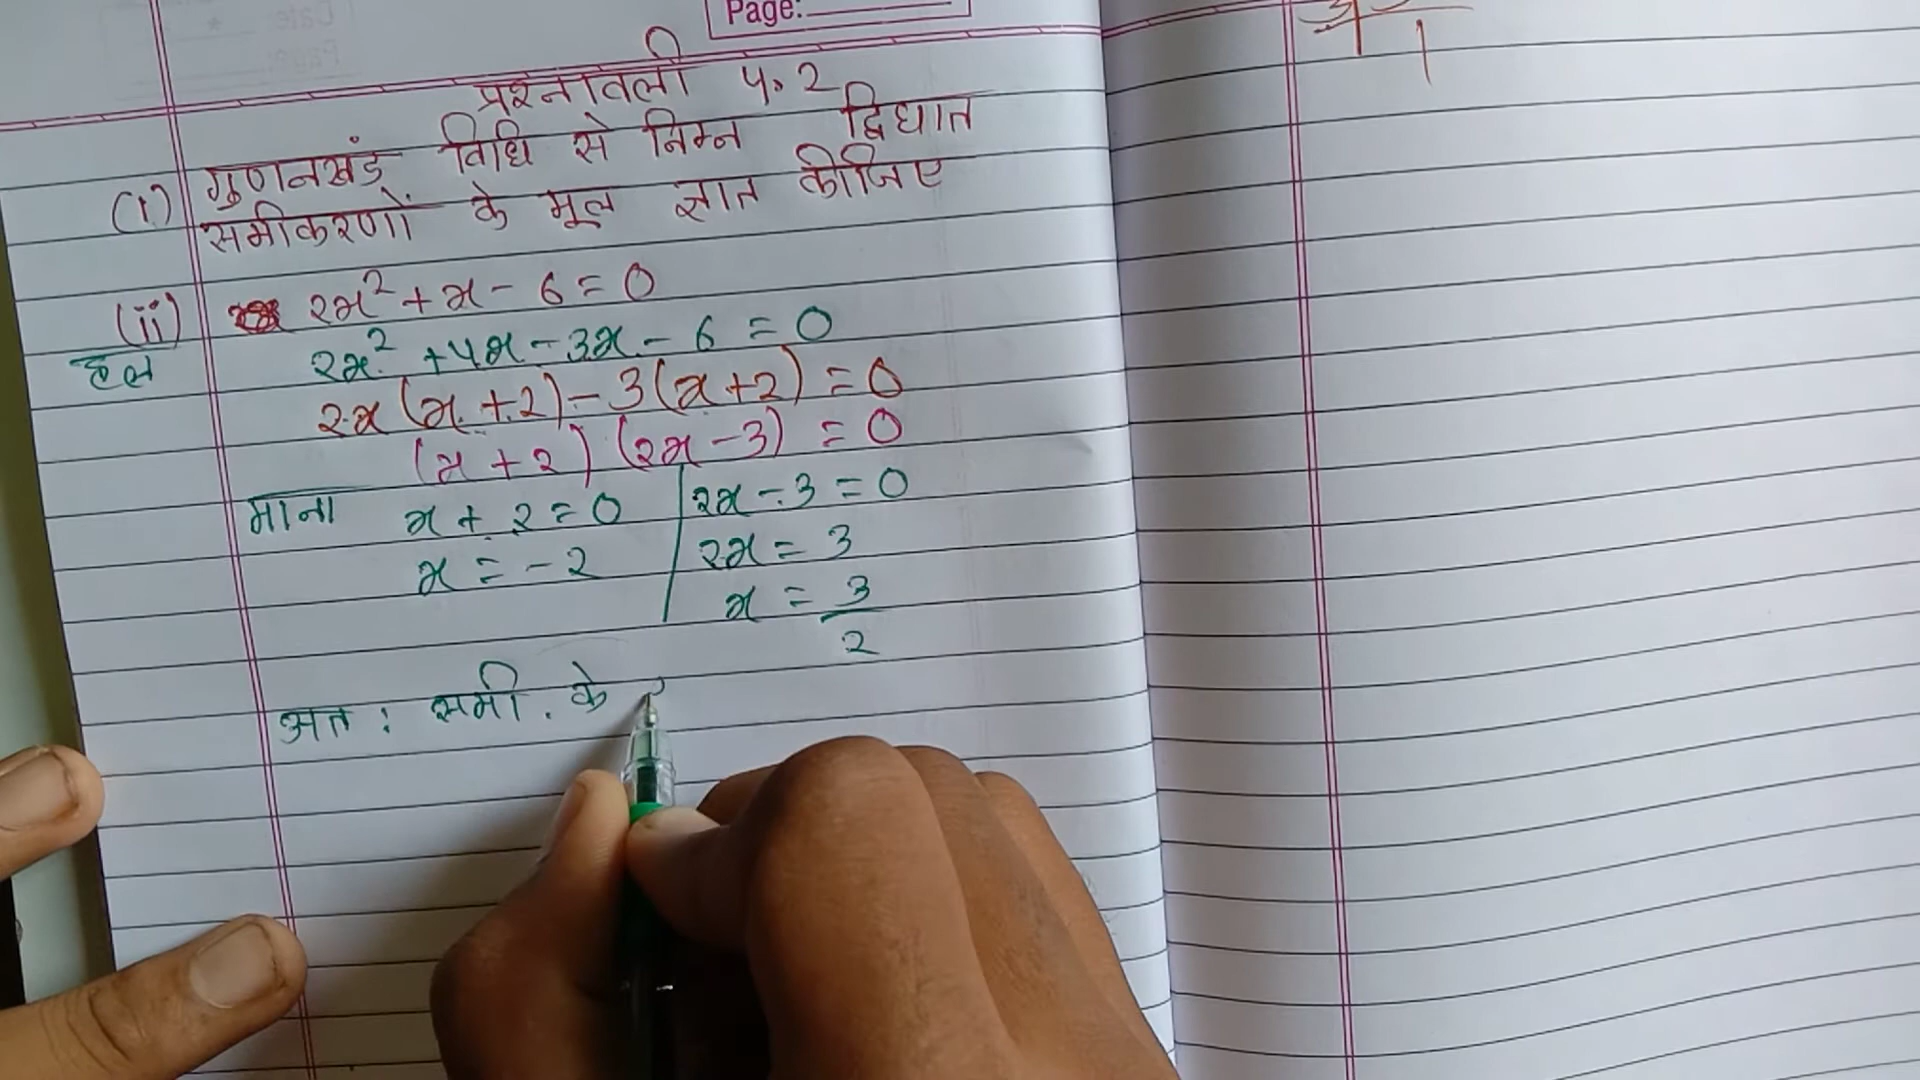 Page:
प्रश्नावली 4.2
(i) गुणनखंड विधि से निम्न द्विघात
समीकरणों के मूल ज्ञात कीजिए
(ii) 2x² + x - 6 = 0
हल 2x² + 4x - 3x - 6 = 0
2x (x + 2) - 3 (x + 2) = 0
(x + 2) (2x - 3) = 0
माना x + 2 = 0 | 2x - 3 = 0
x = - 2 | 2x = 3
x = 3/2
अत : समी . के